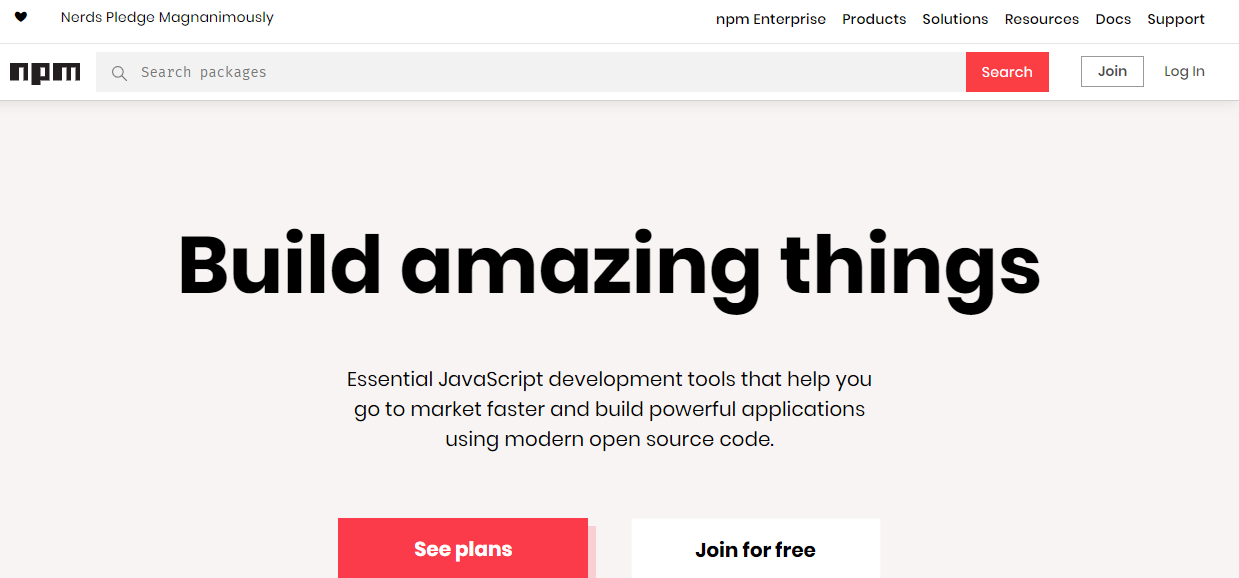 Nerds Pledge Magnanimously
npm Enterprise Products Solutions Resources Docs Support
npm Search packages Search Join Log In
Build amazing things
Essential JavaScript development tools that help you
go to market faster and build powerful applications
using modern open source code.
See plans Join for free